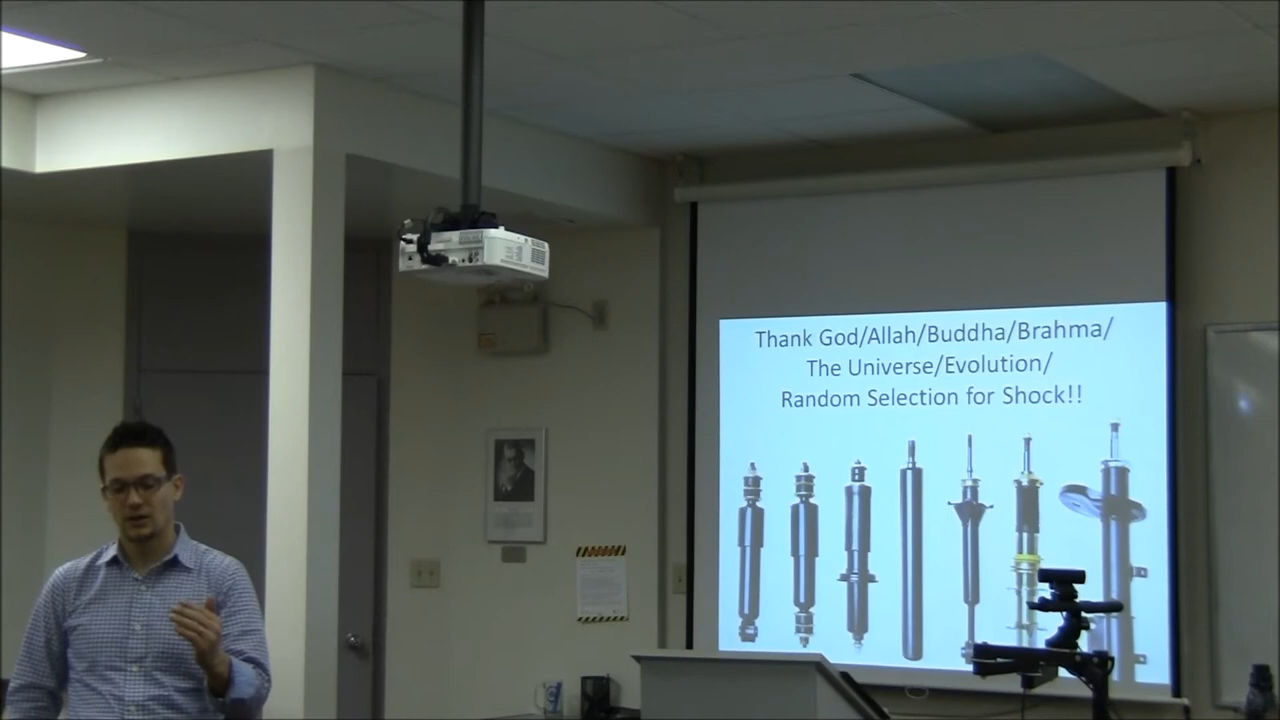 Thank God/Allah/Buddha/Brahma/
The Universe/Evolution/
Random Selection for Shock!!